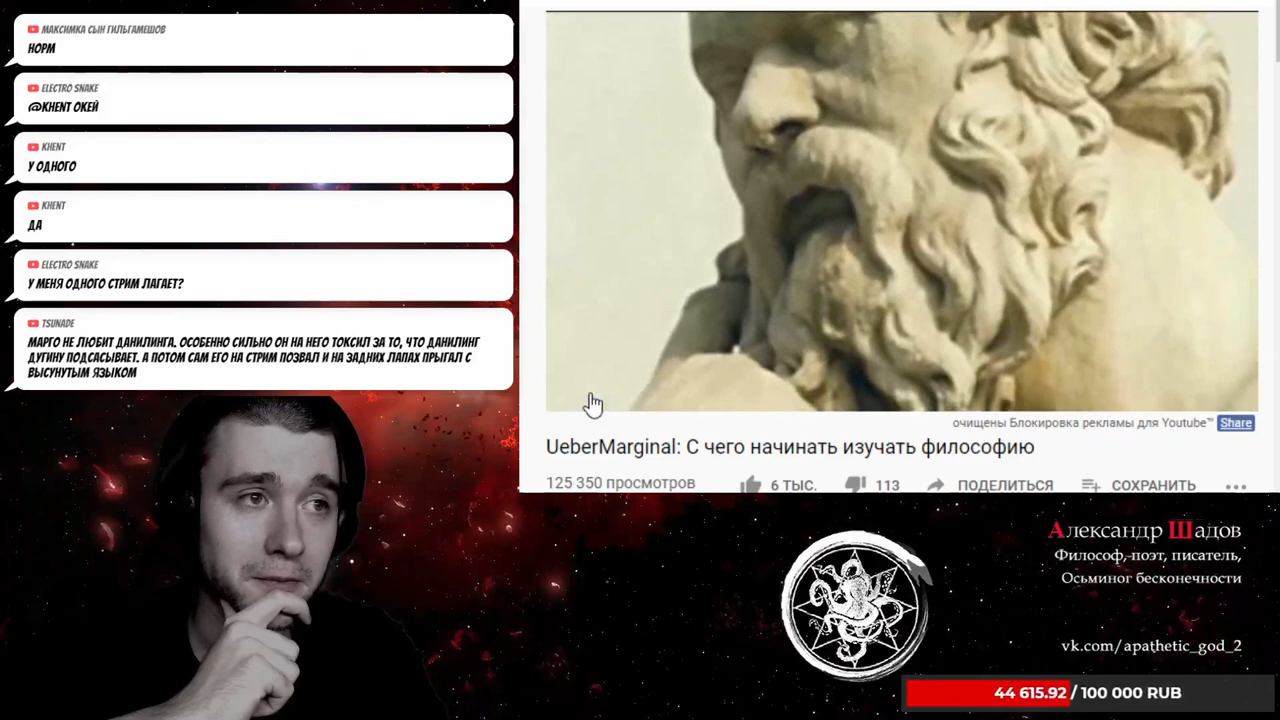 МАКСИМКА СЫН ГИЛЬГАМЕШОВ
НОРМ
ELECTRO SNAKE
@KHENT ОКЕЙ
KHENT
У ОДНОГО
KHENT
ДА
ELECTRO SNAKE
У МЕНЯ ОДНОГО СТРИМ ЛАГАЕТ?
TSUNADE
МАРГО НЕ ЛЮБИТ ДАНИЛИНГА. ОСОБЕННО СИЛЬНО ОН НА НЕГО ТОКСИЛ ЗА ТО, ЧТО ДАНИЛИНГ
ДУГИНУ ПОДСАСЫВАЕТ. А ПОТОМ САМ ЕГО НА СТРИМ ПОЗВАЛ И НА ЗАДНИХ ЛАПАХ ПРЫГАЛ С
ВЫСУНУТЫМ ЯЗЫКОМ
очищены Блокировка рекламы для Youtube™ Share
UeberMarginal: С чего начинать изучать философию
125 350 просмотров
6 ТЫС. 113 ПОДЕЛИТЬСЯ СОХРАНИТЬ
Александр Шадов
Философ, поэт, писатель,
Осьминог бесконечности
vk.com/apathetic_god_2
44 615.92 / 100 000 RUB